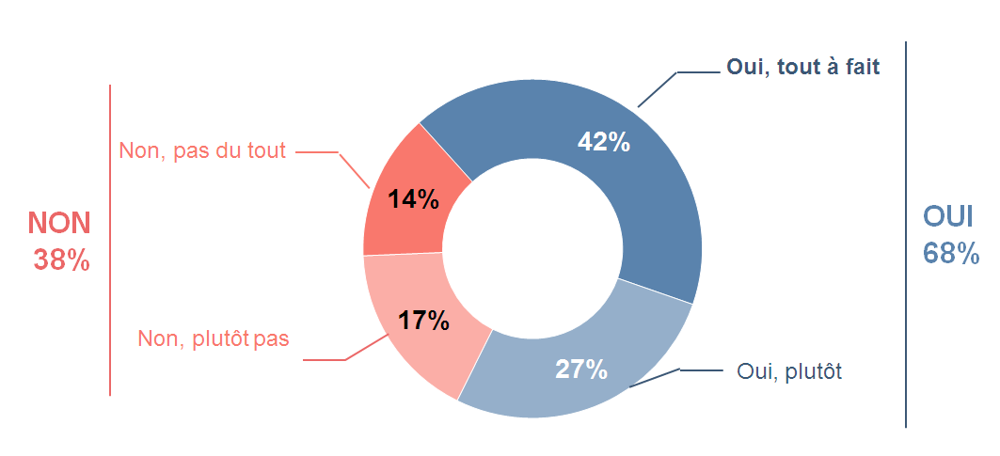 Oui, tout à fait
42%
Non, pas du tout
14%
NON
38%
OUI
68%
17%
Non, plutôt pas
27%
Oui, plutôt